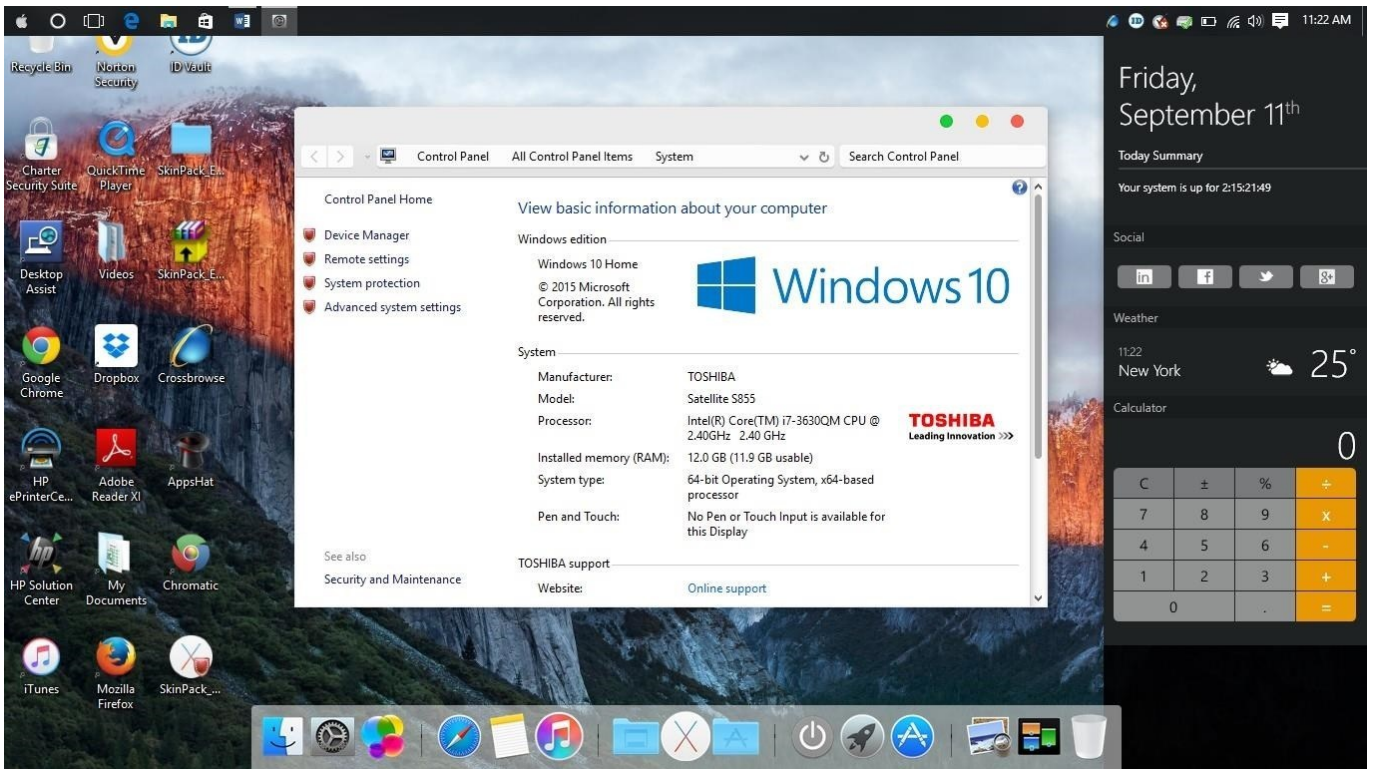 11:22 AM
Recycle Bin
Norton
Security
ID Vault
Charter
Security Suite
QuickTime
Player
SkinPack_E...
Desktop
Assist
Videos
SkinPack_E...
Google
Chrome
Dropbox
Crossbrowse
HP
ePrinterCe...
Adobe
Reader XI
AppsHat
HP Solution
Center
My
Documents
Chromatic
iTunes
Mozilla
Firefox
SkinPack_...
Control Panel All Control Panel Items System
Search Control Panel
Control Panel Home
Device Manager
Remote settings
System protection
Advanced system settings
See also
Security and Maintenance
View basic information about your computer
Windows edition
Windows 10 Home
© 2015 Microsoft
Corporation. All rights
reserved.
Windows 10
System
Manufacturer: TOSHIBA
Model: Satellite S855
Processor: Intel(R) Core(TM) i7-3630QM CPU @
2.40GHz 2.40 GHz
Installed memory (RAM): 12.0 GB (11.9 GB usable)
System type: 64-bit Operating System, x64-based
processor
Pen and Touch: No Pen or Touch Input is available for
this Display
TOSHIBA
Leading Innovation >>>
TOSHIBA support
Website: Online support
Friday,
September 11th
Today Summary
Your system is up for 2:15:21:49
Social
in f 8+
Weather
11:22
New York
25°
Calculator
0
C ± % ÷
7 8 9 x
4 5 6 -
1 2 3 +
0 . =